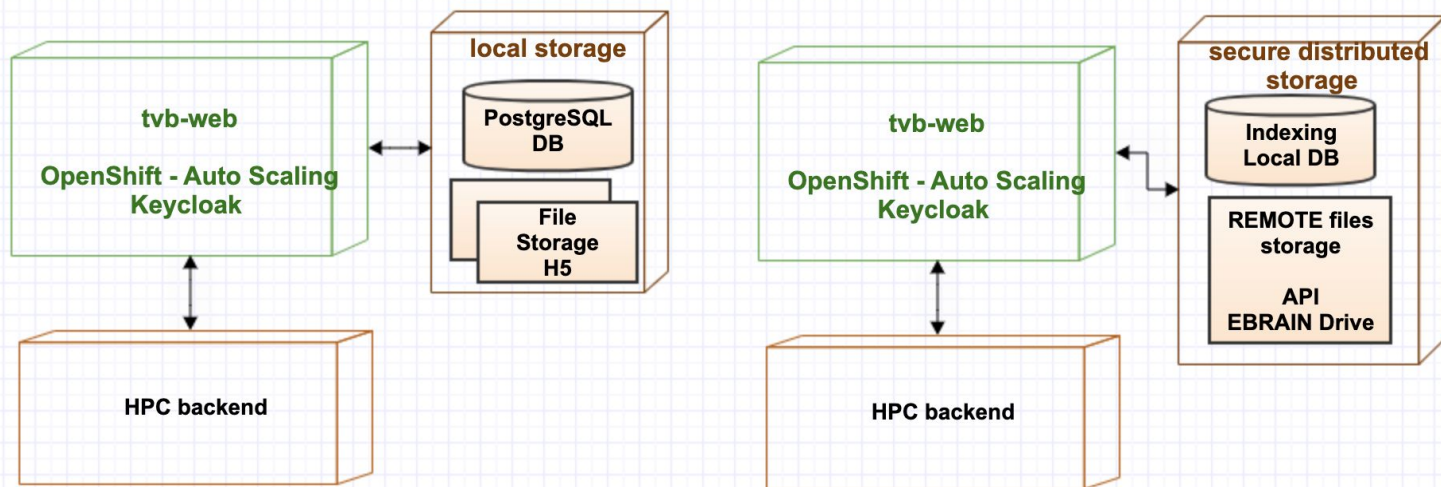 local storage
PostgreSQL
DB
File
Storage
H5
tvb-web
OpenShift - Auto Scaling
Keycloak
HPC backend
secure distributed
storage
Indexing
Local DB
REMOTE files
storage
API
EBRAIN Drive
tvb-web
OpenShift - Auto Scaling
Keycloak
HPC backend